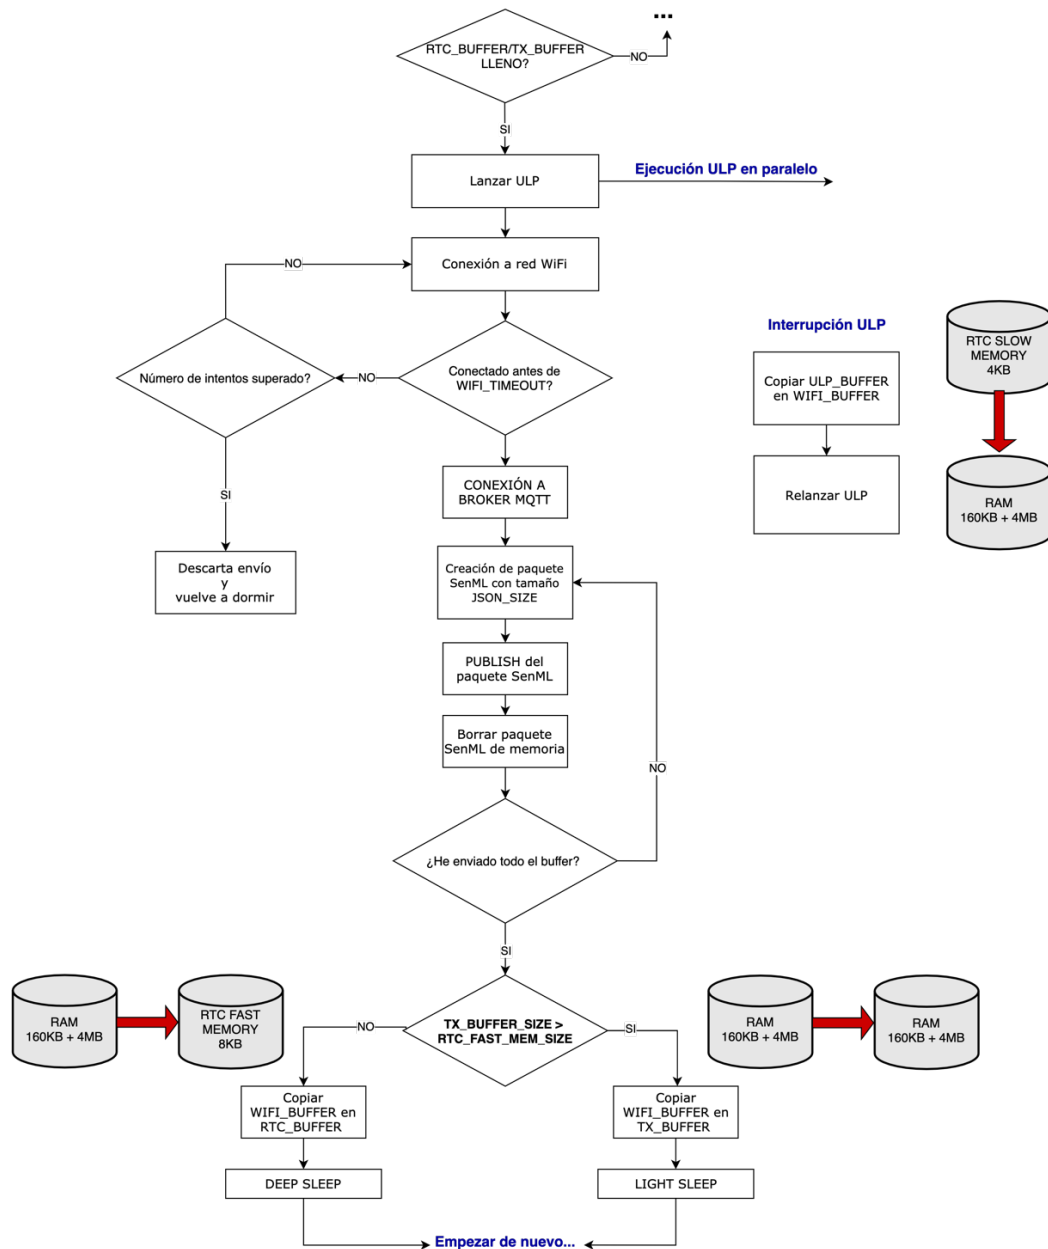 ...
RTC_BUFFER/TX_BUFFER
LLENO?
NO
SI
Lanzar ULP
Ejecución ULP en paralelo
Conexión a red WiFi
NO
Conectado antes de
WIFI_TIMEOUT?
NO
Número de intentos superado?
SI
Descarta envío
y
vuelve a dormir
Interrupción ULP
Copiar ULP_BUFFER
en WIFI_BUFFER
Relanzar ULP
RTC SLOW
MEMORY
4KB
RAM
160KB + 4MB
CONEXIÓN A
BROKER MQTT
Creación de paquete
SenML con tamaño
JSON_SIZE
PUBLISH del
paquete SenML
Borrar paquete
SenML de memoria
NO
¿He enviado todo el buffer?
SI
RAM
160KB + 4MB
RTC FAST
MEMORY
8KB
NO
TX_BUFFER_SIZE >
RTC_FAST_MEM_SIZE
SI
RAM
160KB + 4MB
RAM
160KB + 4MB
Copiar
WIFI_BUFFER en
RTC_BUFFER
Copiar
WIFI_BUFFER en
TX_BUFFER
DEEP SLEEP
LIGHT SLEEP
Empezar de nuevo...